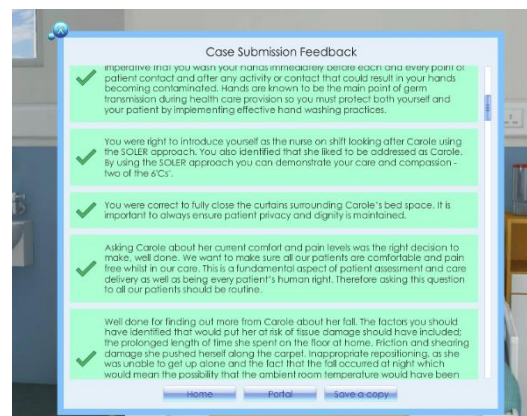 Case Submission Feedback
imperative that you wash your hands immediately before each and every point of
patient contact and after any activity or contact that could result in your hands
becoming contaminated. Hands are known to be the main point of germ
transmission during health care provision so you must protect both yourself and
your patient by implementing effective hand washing practices.
You were right to introduce yourself as the nurse on shift looking after Carole using
the SOLER approach. You also identified that she liked to be addressed as Carole.
By using the SOLER approach you can demonstrate your care and compassion -
two of the 6'Cs'.
You were correct to fully close the curtains surrounding Carole's bed space. It is
important to always ensure patient privacy and dignity is maintained.
Asking Carole about her current comfort and pain levels was the right decision to
make, well done. We want to make sure all our patients are comfortable and pain
free whilst in our care. This is a fundamental aspect of patient assessment and care
delivery as well as being every patient's human right. Therefore asking this question
to all our patients should be routine.
Well done for finding out more from Carole about her fall. The factors you should
have identified that would put her at risk of tissue damage should have included;
the prolonged length of time she spent on the floor at home. Friction and shearing
damage she pushed herself along the carpet. Inappropriate repositioning, as she
was unable to get up alone and the fact that the fall occurred at night which
would mean the possibility that the ambient room temperature would have been
Home
Portal
Save a copy